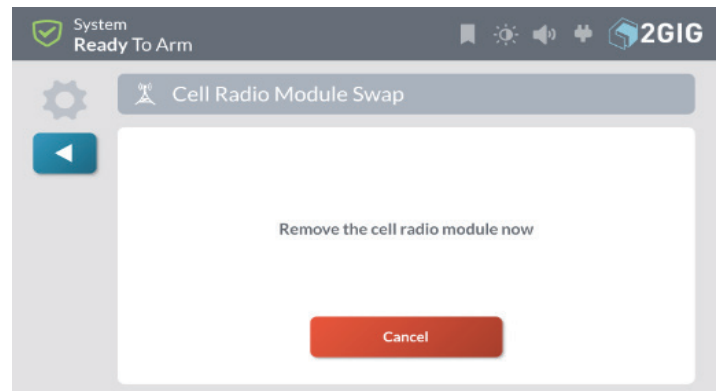 System
Ready To Arm
2GIG
Cell Radio Module Swap
Remove the cell radio module now
Cancel